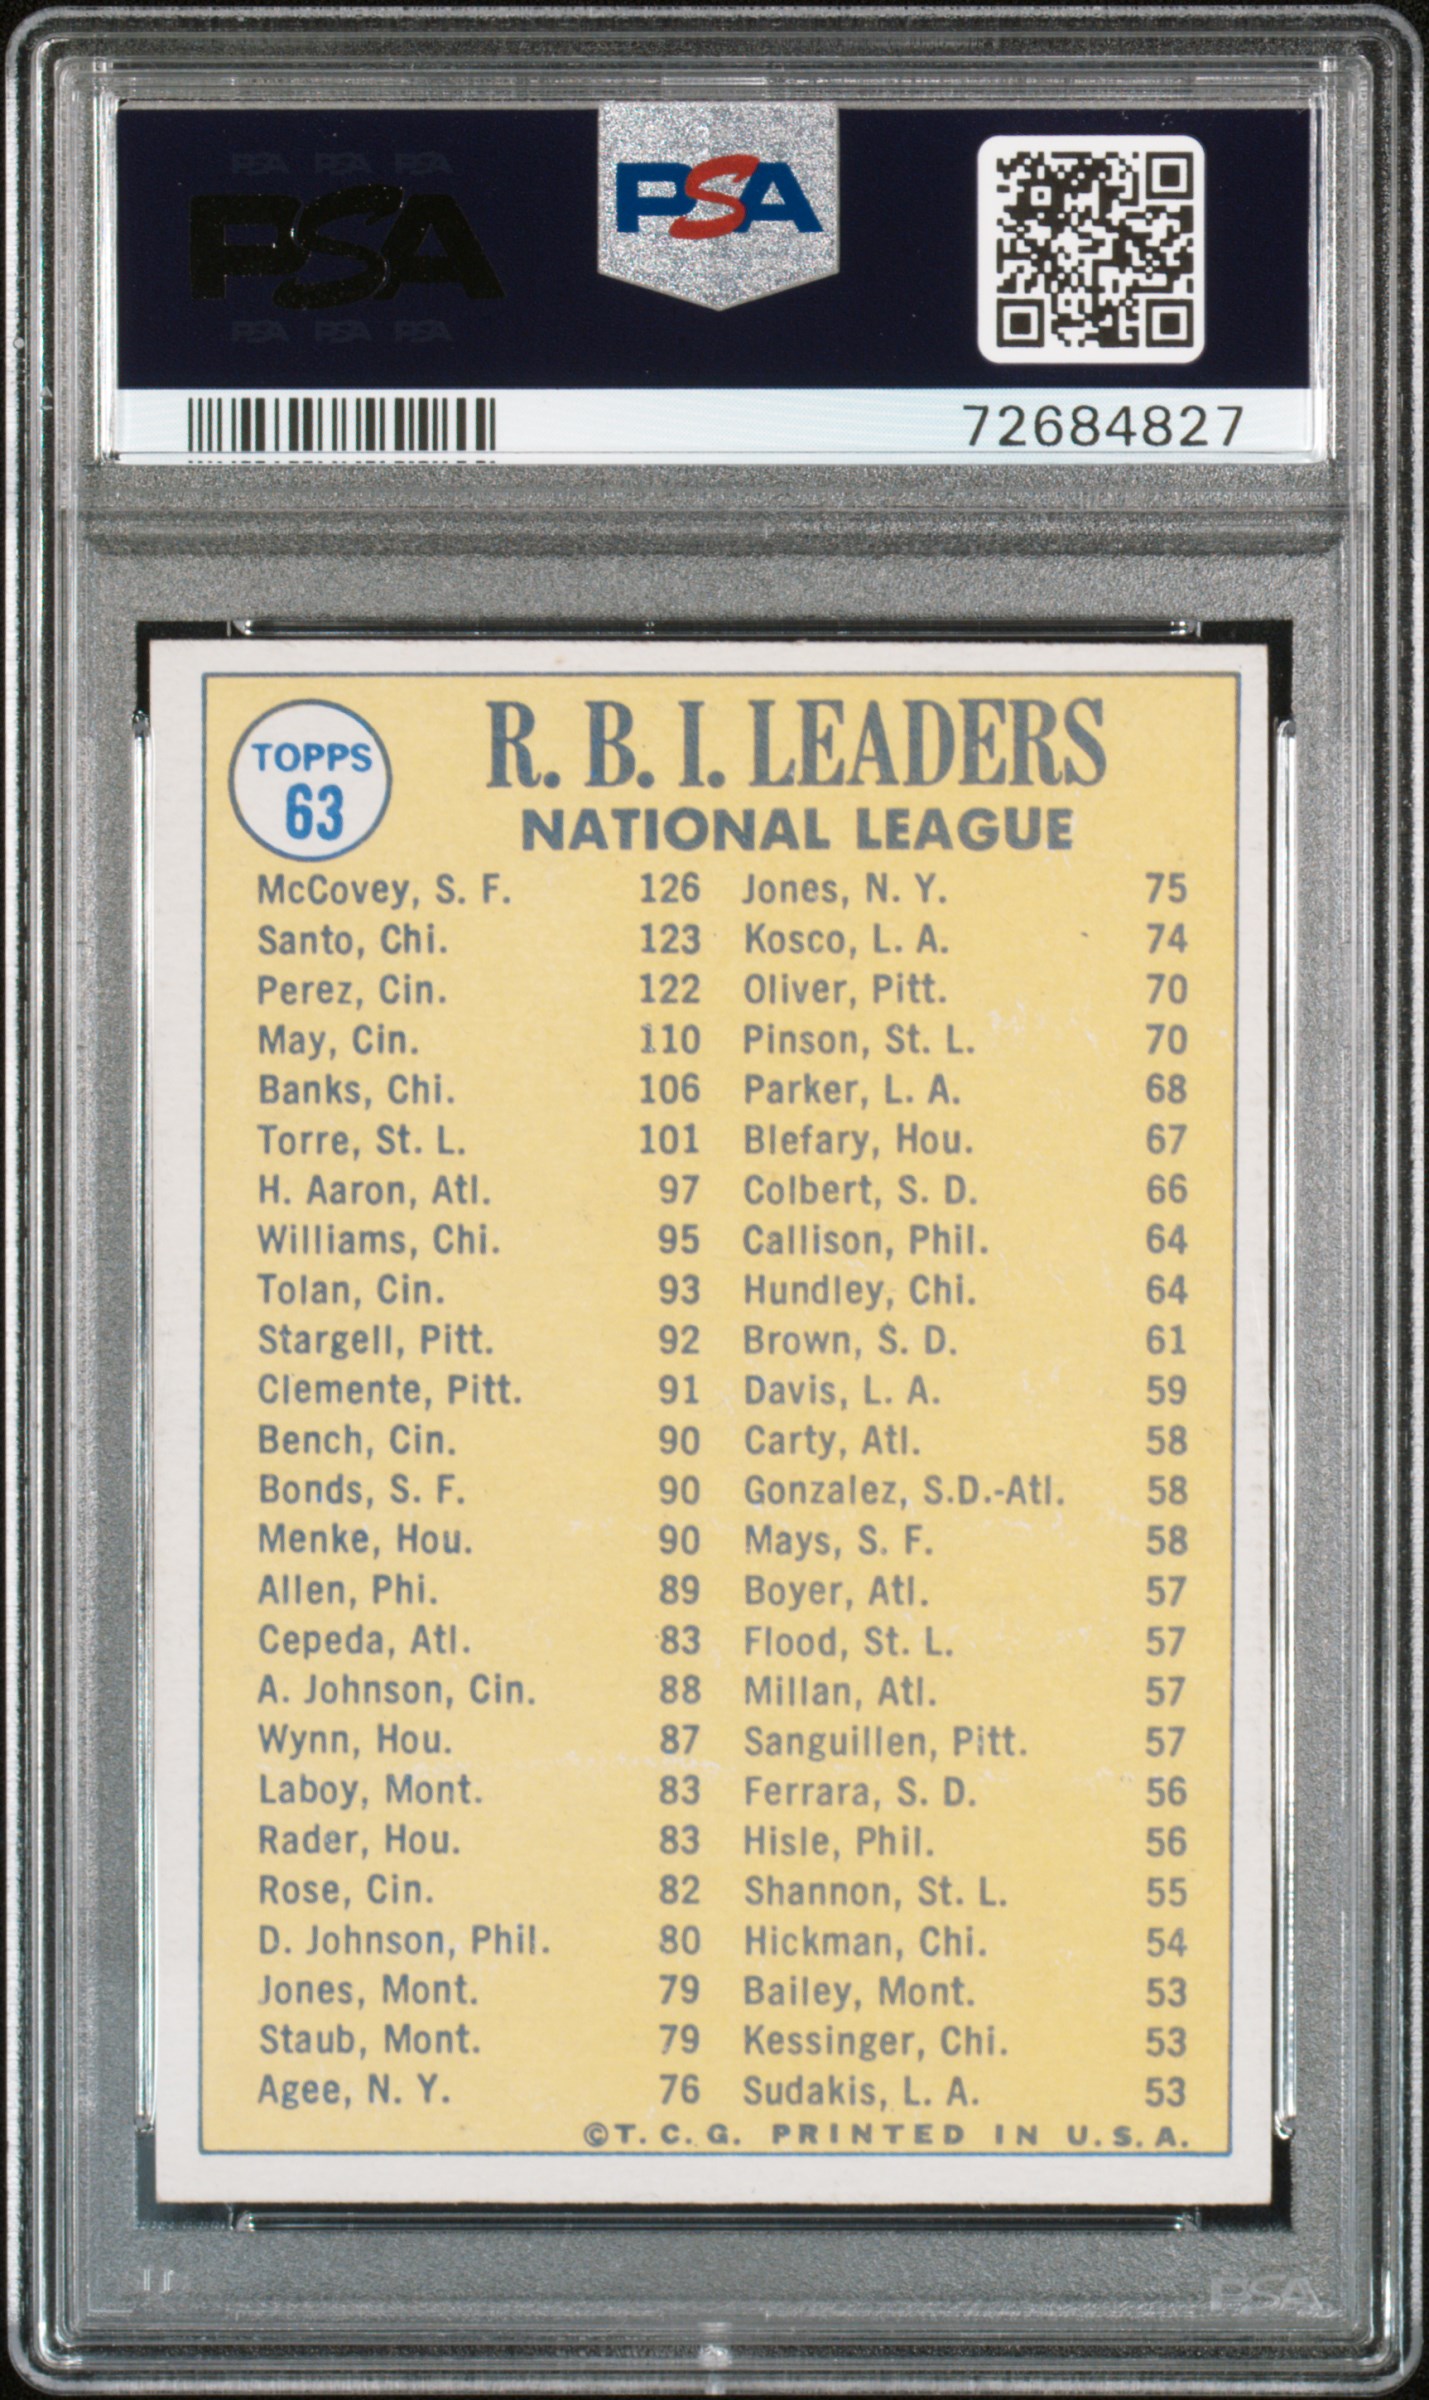 PSA PSA PSA
PSA
PSA PSA PSA
PSA
72684827
TOPPS
63
R. B. I. LEADERS
NATIONAL LEAGUE
McCovey, S. F. 126
Santo, Chi. 123
Perez, Cin. 122
May, Cin. 110
Banks, Chi. 106
Torre, St. L. 101
H. Aaron, Atl. 97
Williams, Chi. 95
Tolan, Cin. 93
Stargell, Pitt. 92
Clemente, Pitt. 91
Bench, Cin. 90
Bonds, S. F. 90
Menke, Hou. 90
Allen, Phi. 89
Cepeda, Atl. 83
A. Johnson, Cin. 88
Wynn, Hou. 87
Laboy, Mont. 83
Rader, Hou. 83
Rose, Cin. 82
D. Johnson, Phil. 80
Jones, Mont. 79
Staub, Mont. 79
Agee, N. Y. 76
Jones, N. Y. 75
Kosco, L. A. 74
Oliver, Pitt. 70
Pinson, St. L. 70
Parker, L. A. 68
Blefary, Hou. 67
Colbert, S. D. 66
Callison, Phil. 64
Hundley, Chi. 64
Brown, S. D. 61
Davis, L. A. 59
Carty, Atl. 58
Gonzalez, S.D.-Atl. 58
Mays, S. F. 58
Boyer, Atl. 57
Flood, St. L. 57
Millan, Atl. 57
Sanguillen, Pitt. 57
Ferrara, S. D. 56
Hisle, Phil. 56
Shannon, St. L. 55
Hickman, Chi. 54
Bailey, Mont. 53
Kessinger, Chi. 53
Sudakis, L. A. 53
©T. C. G. PRINTED IN U. S. A.
PSA